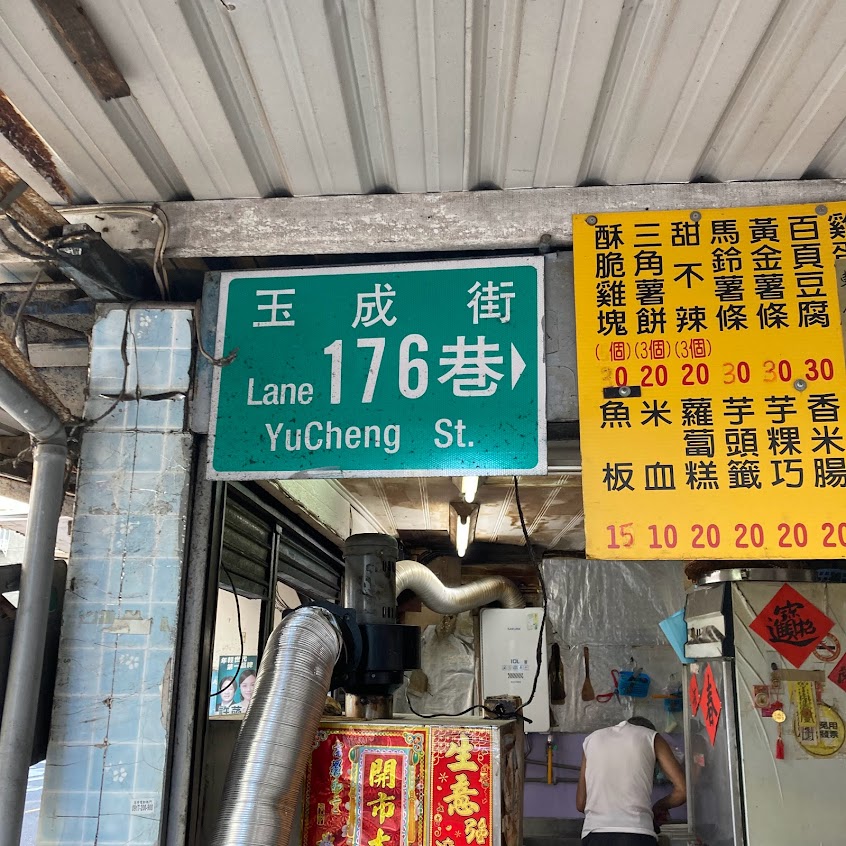 玉成街
Lane 176巷
YuCheng St.
酥脆雞塊
三角薯餅
甜不辣
馬鈴薯條
黃金薯條
百頁豆腐
個) (3個) (3個)
0 20 20 30 30 30
魚板
米血
蘿蔔糕
芋頭籤
芋粿巧
香米腸
15 10 20 20 20 20
開市大
生意
春